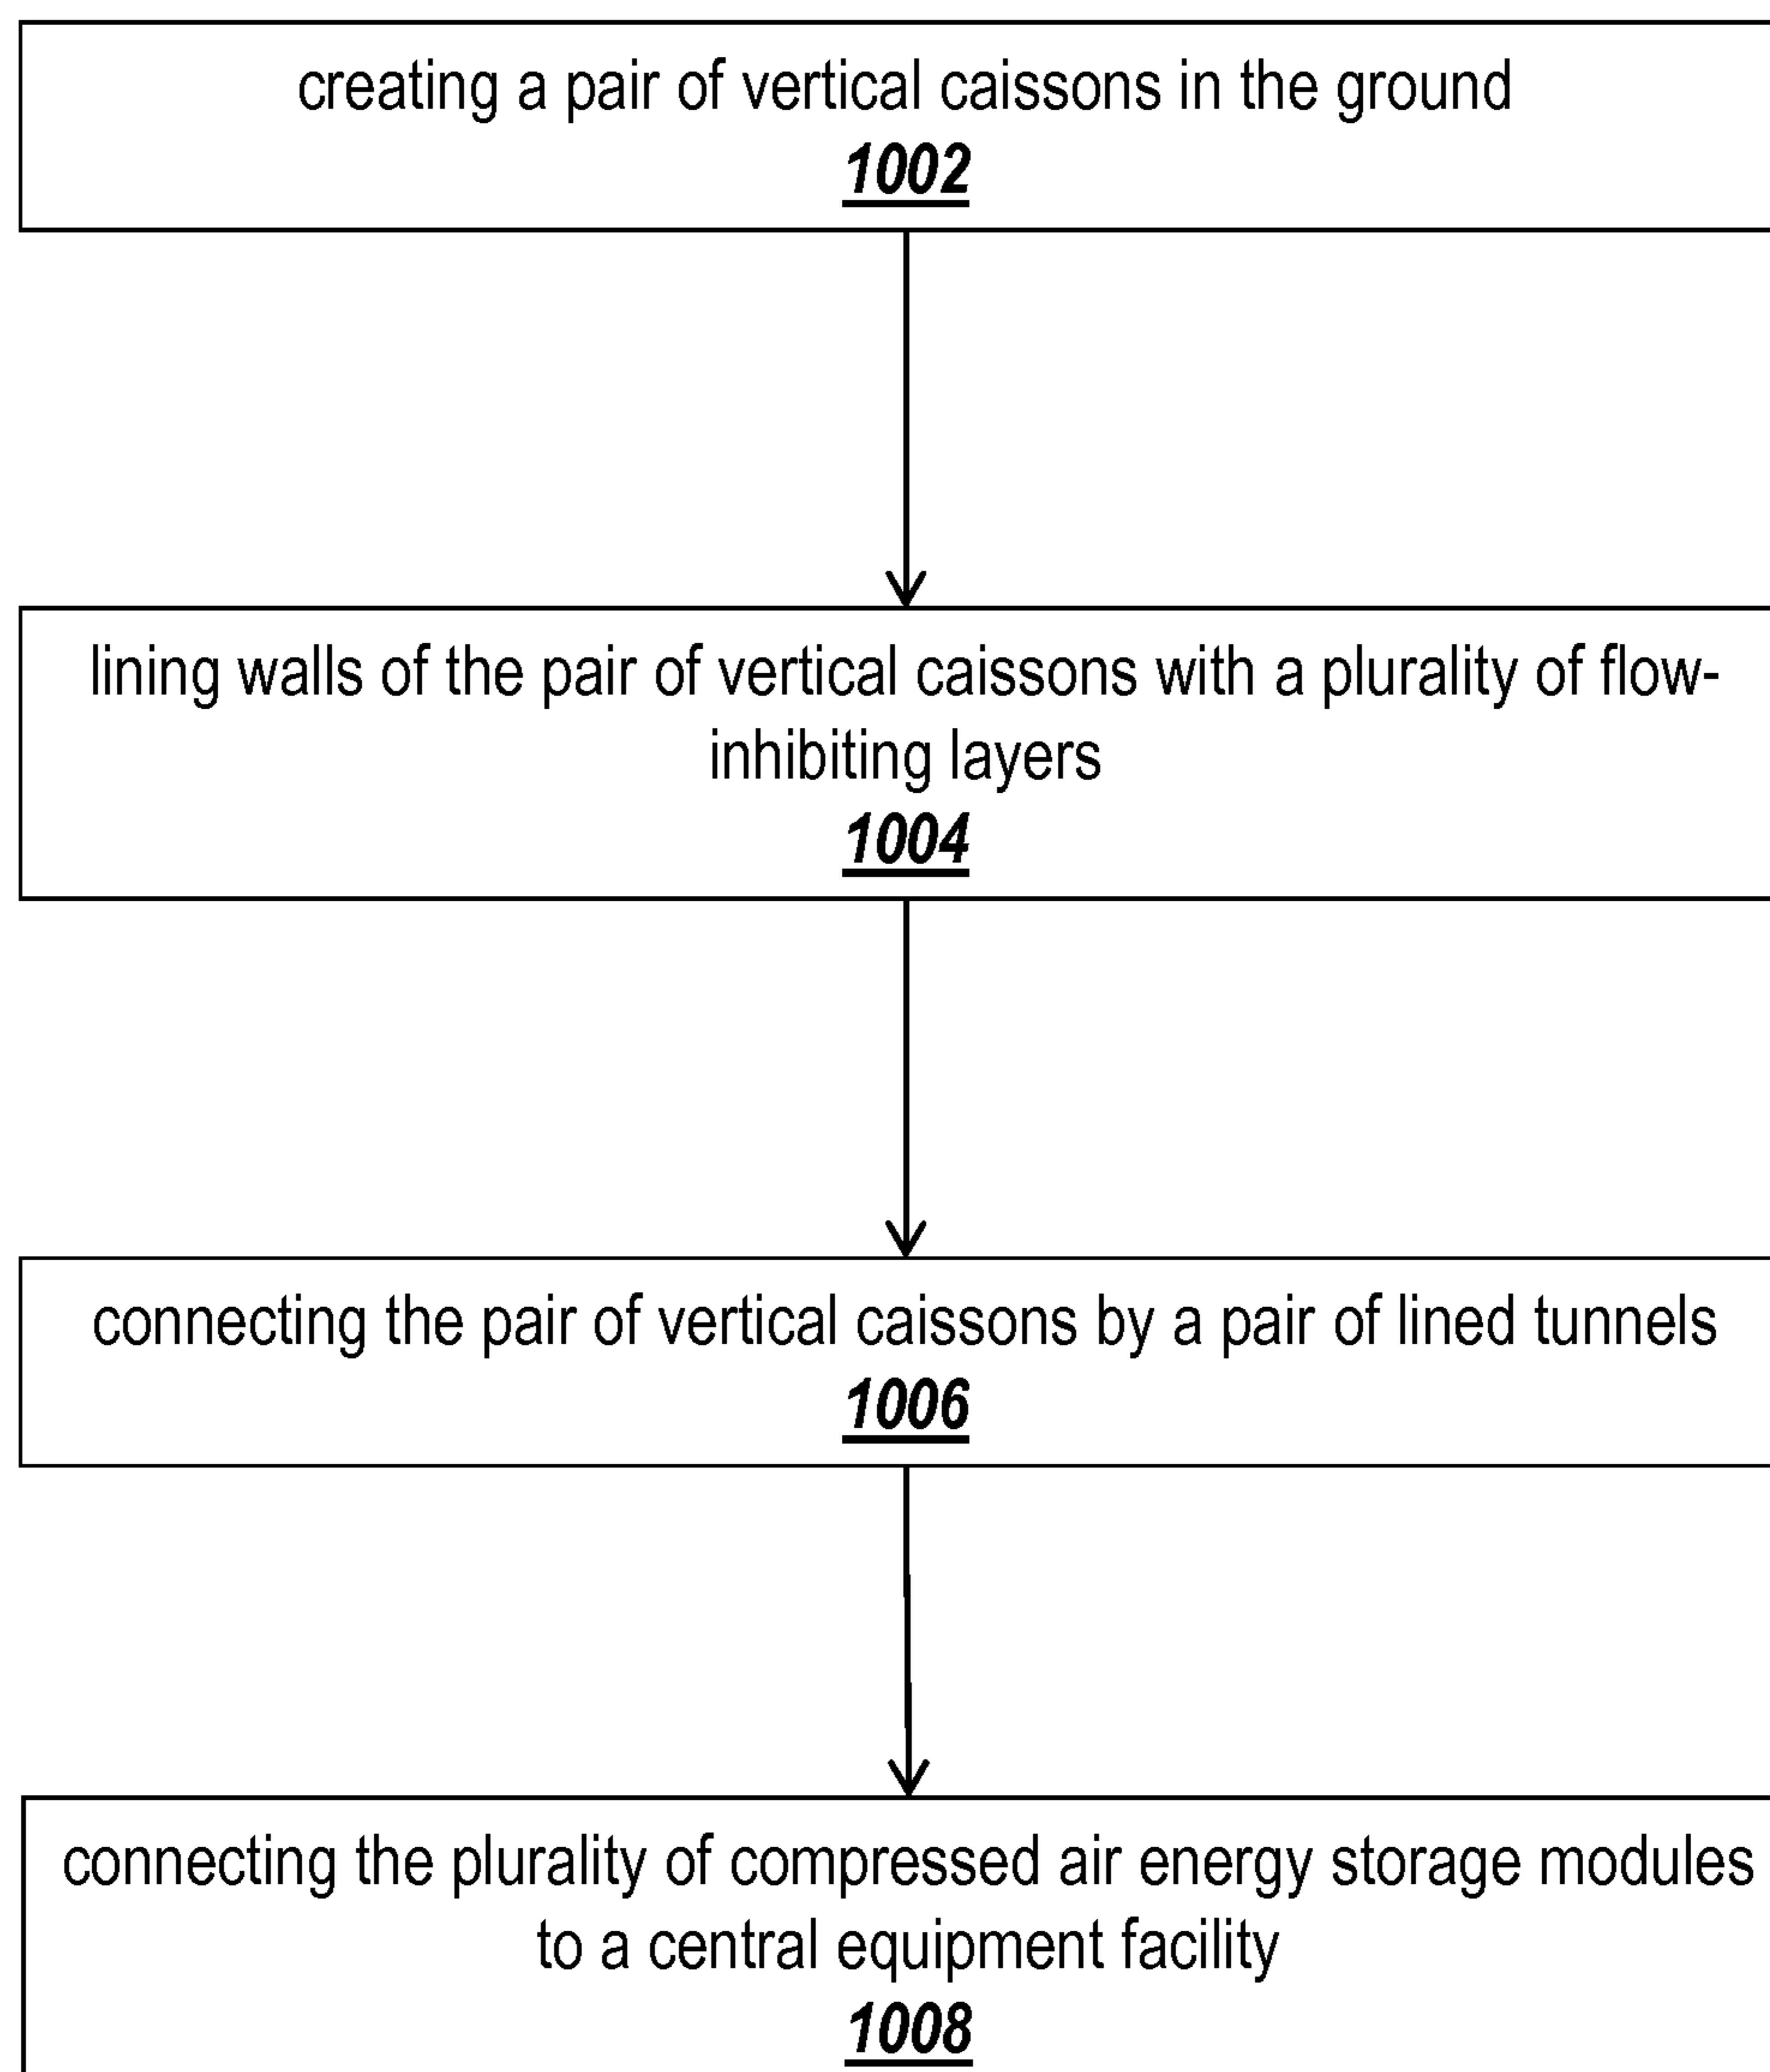 creating a pair of vertical caissons in the ground
1002
lining walls of the pair of vertical caissons with a plurality of flow-
inhibiting layers
1004
connecting the pair of vertical caissons by a pair of lined tunnels
1006
connecting the plurality of compressed air energy storage modules
to a central equipment facility
1008